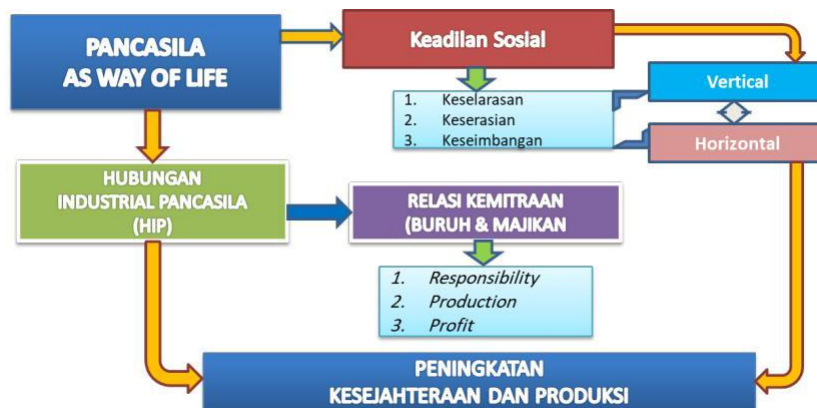 PANCASILA
AS WAY OF LIFE
Keadilan Sosial
1. Keselarasan
2. Keserasian
3. Keseimbangan
Vertical
Horizontal
HUBUNGAN
INDUSTRIAL PANCASILA
(HIP)
RELASI KEMITRAAN
(BURUH & MAJIKAN
1. Responsibility
2. Production
3. Profit
PENINGKATAN
KESEJAHTERAAN DAN PRODUKSI